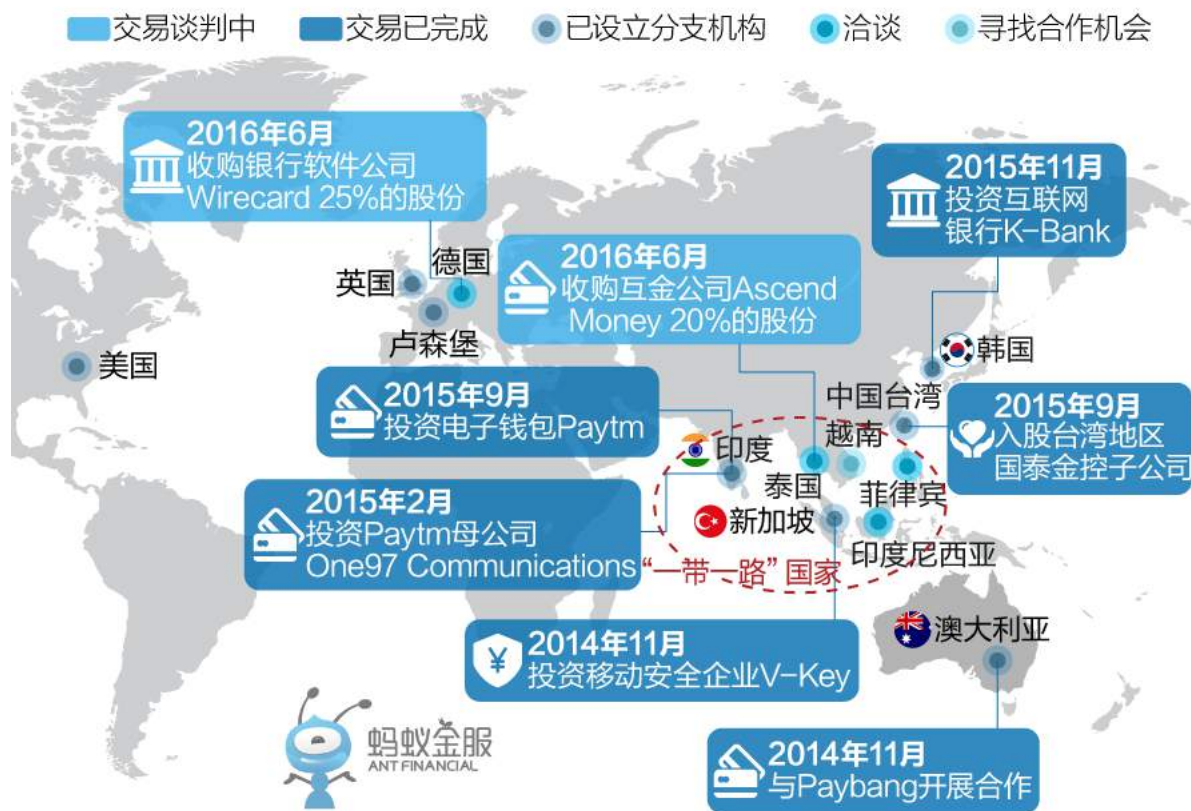 交易谈判中
交易已完成
已设立分支机构
洽谈
寻找合作机会
2016年6月
收购银行软件公司
Wirecard 25%的股份
2015年11月
投资互联网
银行K-Bank
英国
德国
卢森堡
2016年6月
收购互金公司Ascend
Money 20%的股份
美国
韩国
2015年9月
投资电子钱包Paytm
中国台湾
2015年9月
入股台湾地区
国泰金控子公司
印度
泰国
越南
菲律宾
新加坡
印度尼西亚
2015年2月
投资Paytm母公司
One97 Communications
“一带一路”国家
2014年11月
投资移动安全企业V-Key
¥
澳大利亚
蚂蚁金服
ANT FINANCIAL
2014年11月
与Paybang开展合作